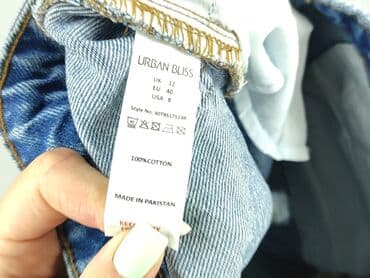 URBAN BLISS
UK 12
EU 40
USA 8
100%COTTON
MADE IN PAKISTAN